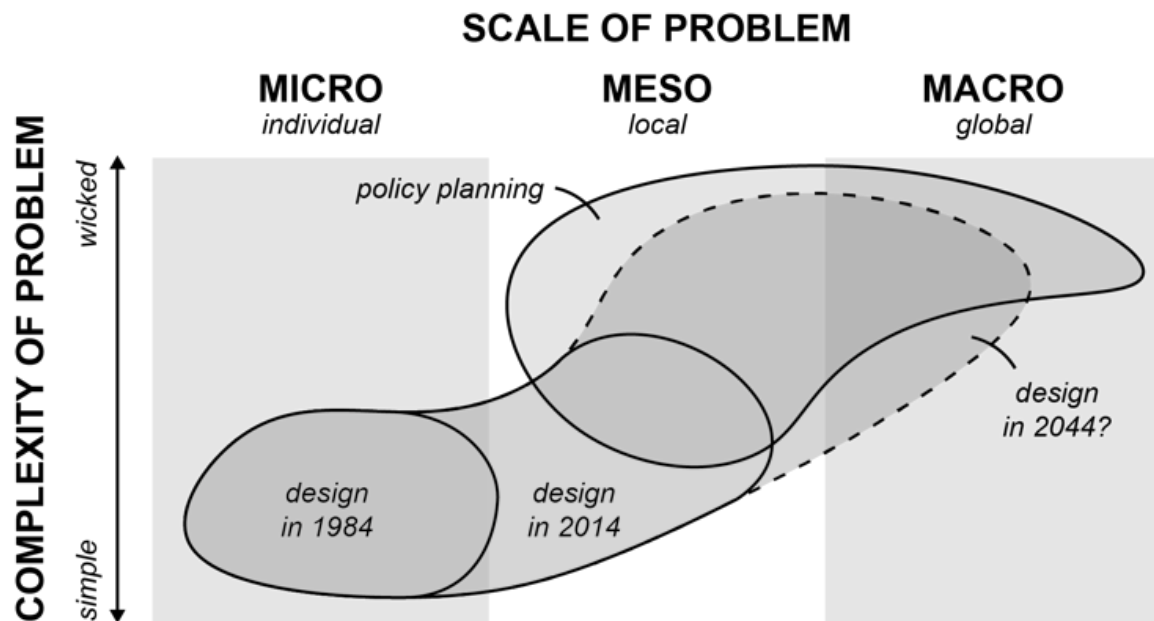 SCALE OF PROBLEM
MICRO
individual
MESO
local
MACRO
global
COMPLEXITY OF PROBLEM
wicked
simple
policy planning
design
in 2044?
design
in 1984
design
in 2014